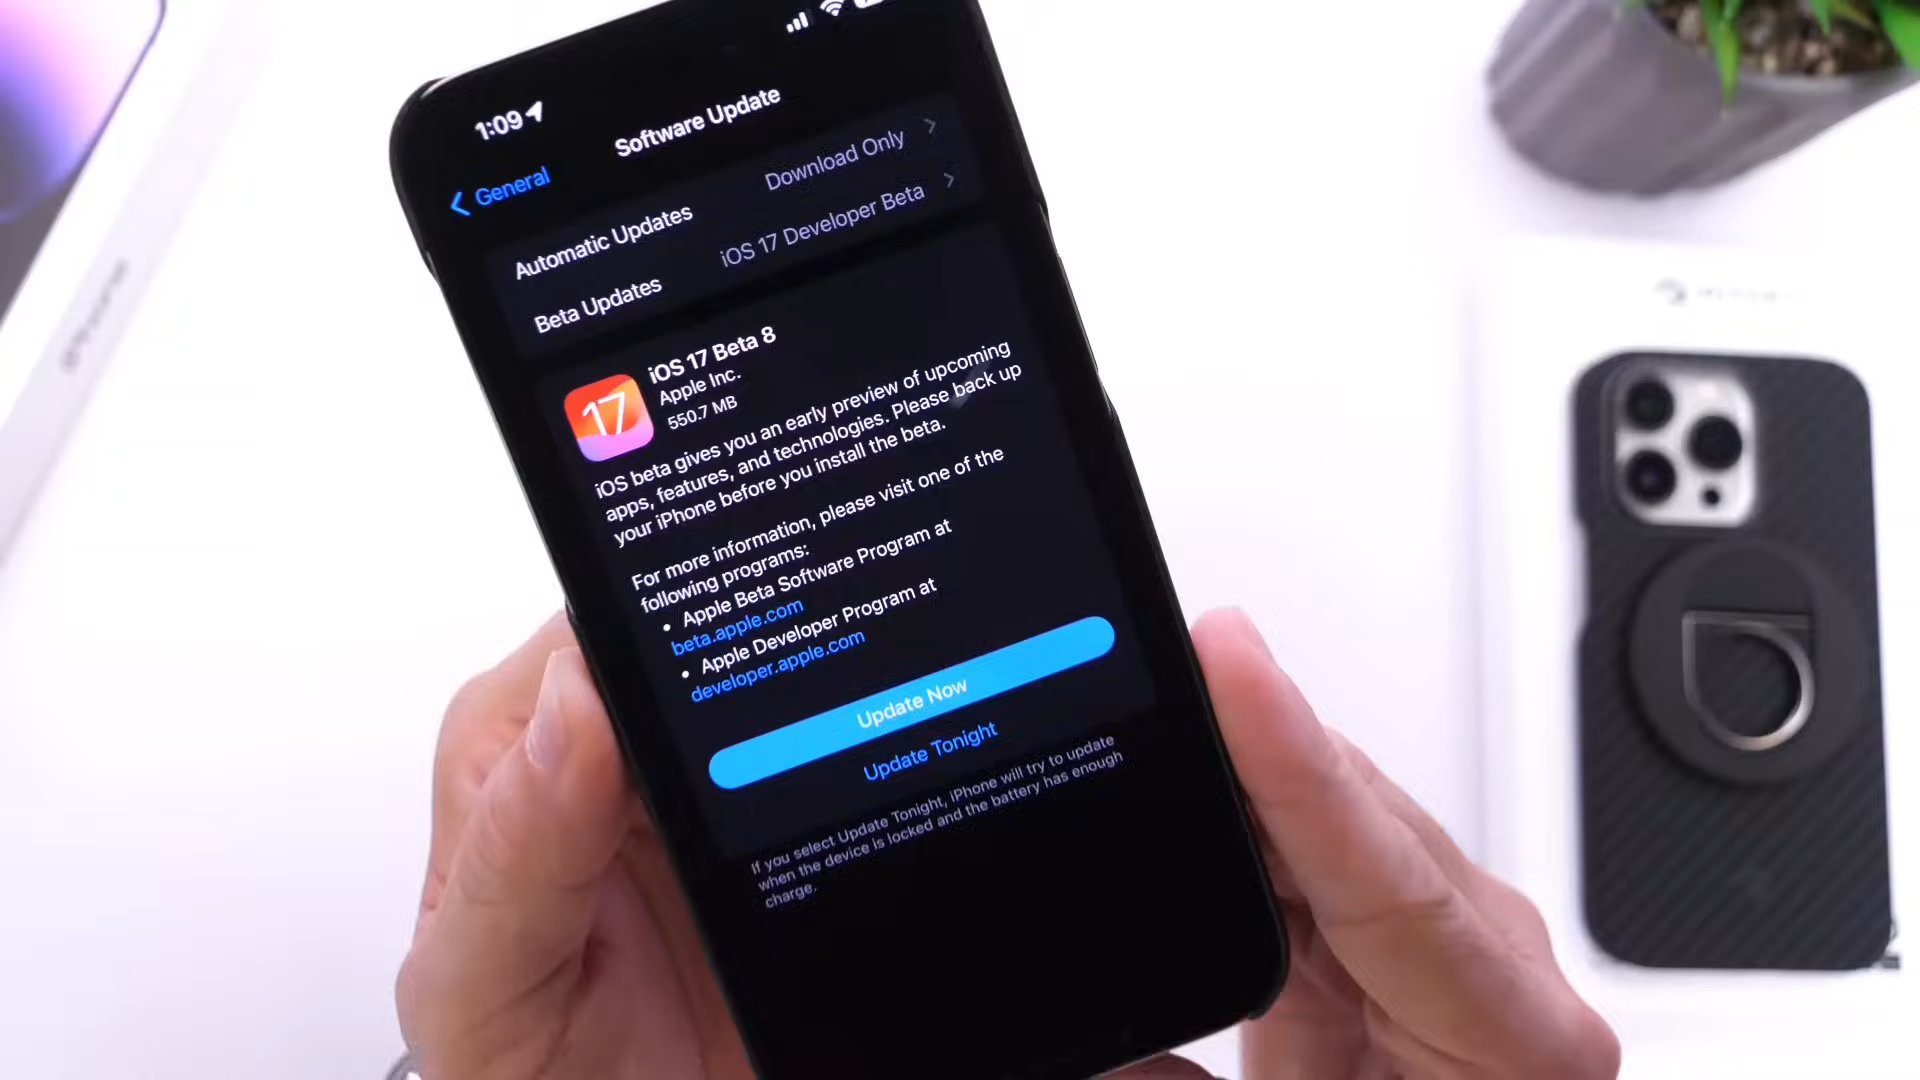 1:09
General
Software Update
Automatic Updates Download Only
Beta Updates iOS 17 Developer Beta
17
iOS 17 Beta 8
Apple Inc.
550.7 MB
iOS beta gives you an early preview of upcoming
apps, features, and technologies. Please back up
your iPhone before you install the beta.
For more information, please visit one of the
following programs:
• Apple Beta Software Program at
beta.apple.com
• Apple Developer Program at
developer.apple.com
Update Now
Update Tonight
If you select Update Tonight, iPhone will try to update
when the device is locked and the battery has enough
charge.
iPhone